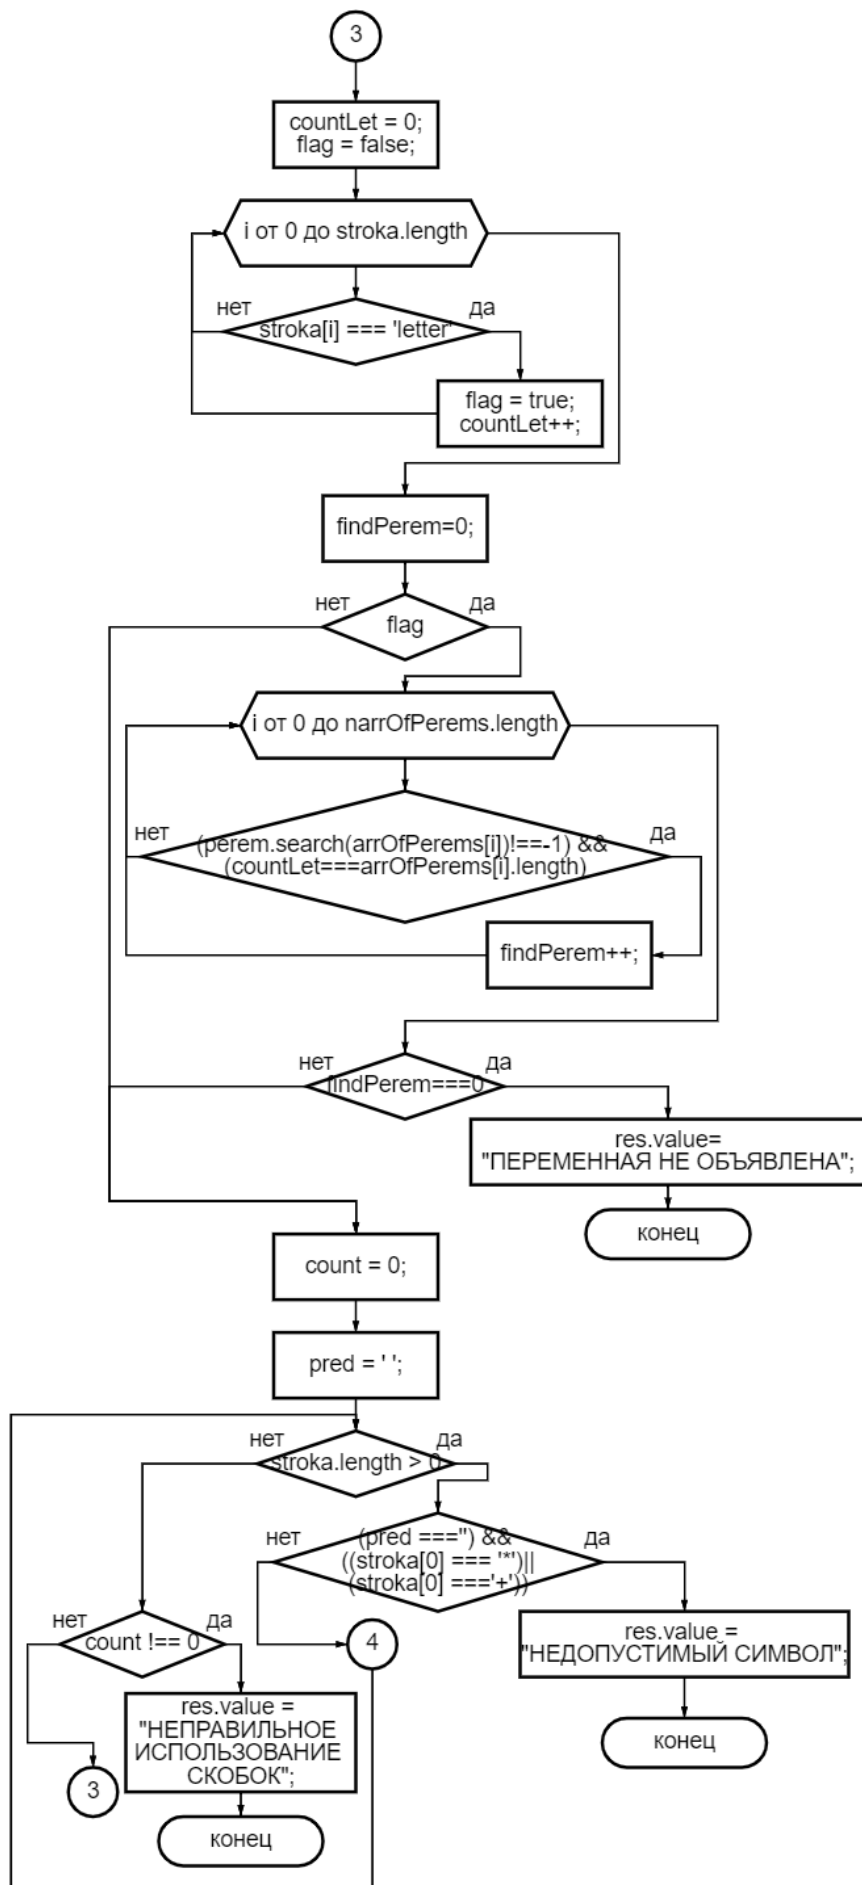 3
countLet = 0;
flag = false;
i от 0 до stroka.length
нет
да
stroka[i] === 'letter'
flag = true;
countLet++;
findPerem=0;
нет
да
flag
i от 0 до narrOfPerems.length
нет
да
(perem.search(arrOfPerems[i])!==-1) &&
(countLet===arrOfPerems[i].length)
findPerem++;
нет
да
findPerem===0
res.value=
"ПЕРЕМЕННАЯ НЕ ОБЪЯВЛЕНА";
конец
count = 0;
pred = ' ';
нет
да
stroka.length > 0
нет
да
(pred ==='') &&
((stroka[0] === '*')||
(stroka[0] ==='+'))
нет
да
count !== 0
4
res.value =
"НЕДОПУСТИМЫЙ СИМВОЛ";
конец
res.value =
"НЕПРАВИЛЬНОЕ
ИСПОЛЬЗОВАНИЕ
СКОБОК";
3
конец